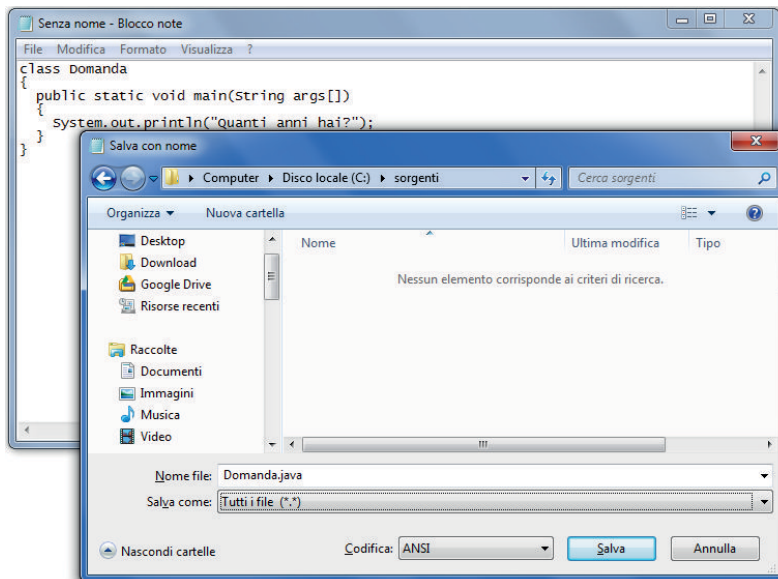 Senza nome - Blocco note
File Modifica Formato Visualizza ?
class Domanda
{
public static void main(String args[])
{
System.out.println("Quanti anni hai?");
}
}
Salva con nome
Computer Disco locale (C:) sorgenti Cerca sorgenti
Organizza Nuova cartella
Nome Ultima modifica Tipo
Nessun elemento corrisponde ai criteri di ricerca.
Desktop
Download
Google Drive
Risorse recenti
Raccolte
Documenti
Immagini
Musica
Video
Nome file: Domanda.java
Salva come: Tutti i file (*.*)
Nascondi cartelle Codifica: ANSI Salva Annulla